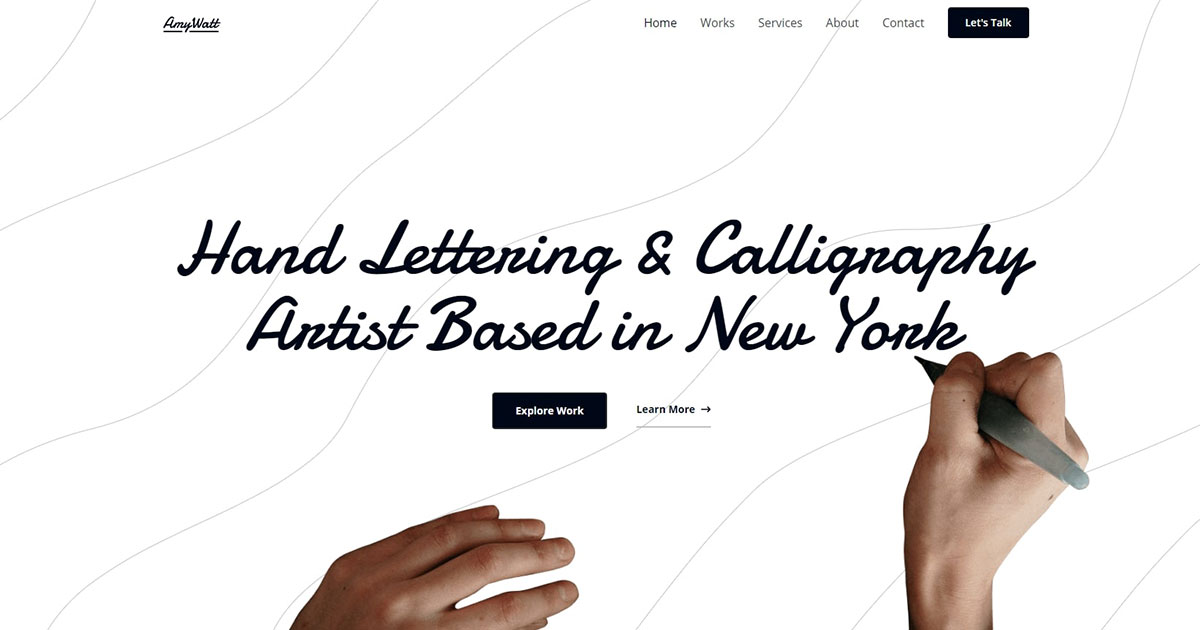 AmyWatt
Home Works Services About Contact Let's Talk
Hand Lettering & Calligraphy
Artist Based in New York
Explore Work Learn More →